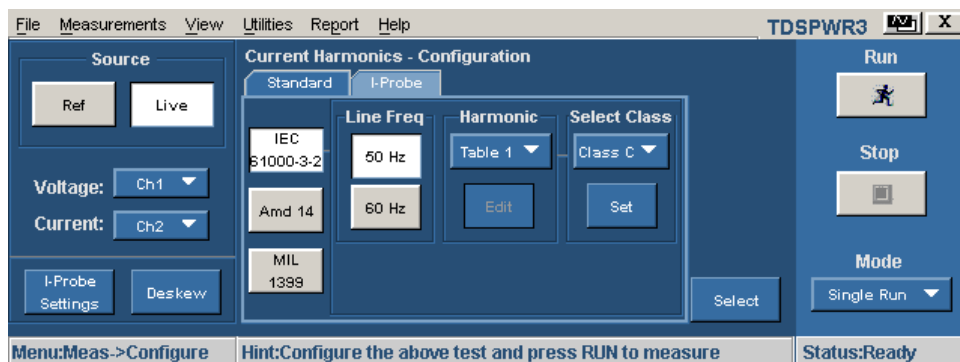 File Measurements View Utilities Report Help
TDSPWR3 X
Source
Ref Live
Voltage: Ch1
Current: Ch2
I-Probe Settings
Deskew
Current Harmonics - Configuration
Standard I-Probe
IEC
61000-3-2
Amd 14
MIL
1399
Line Freq
50 Hz
60 Hz
Harmonic
Table 1
Edit
Select Class
Class C
Set
Select
Run
Stop
Mode
Single Run
Menu:Meas->Configure
Hint:Configure the above test and press RUN to measure
Status:Ready